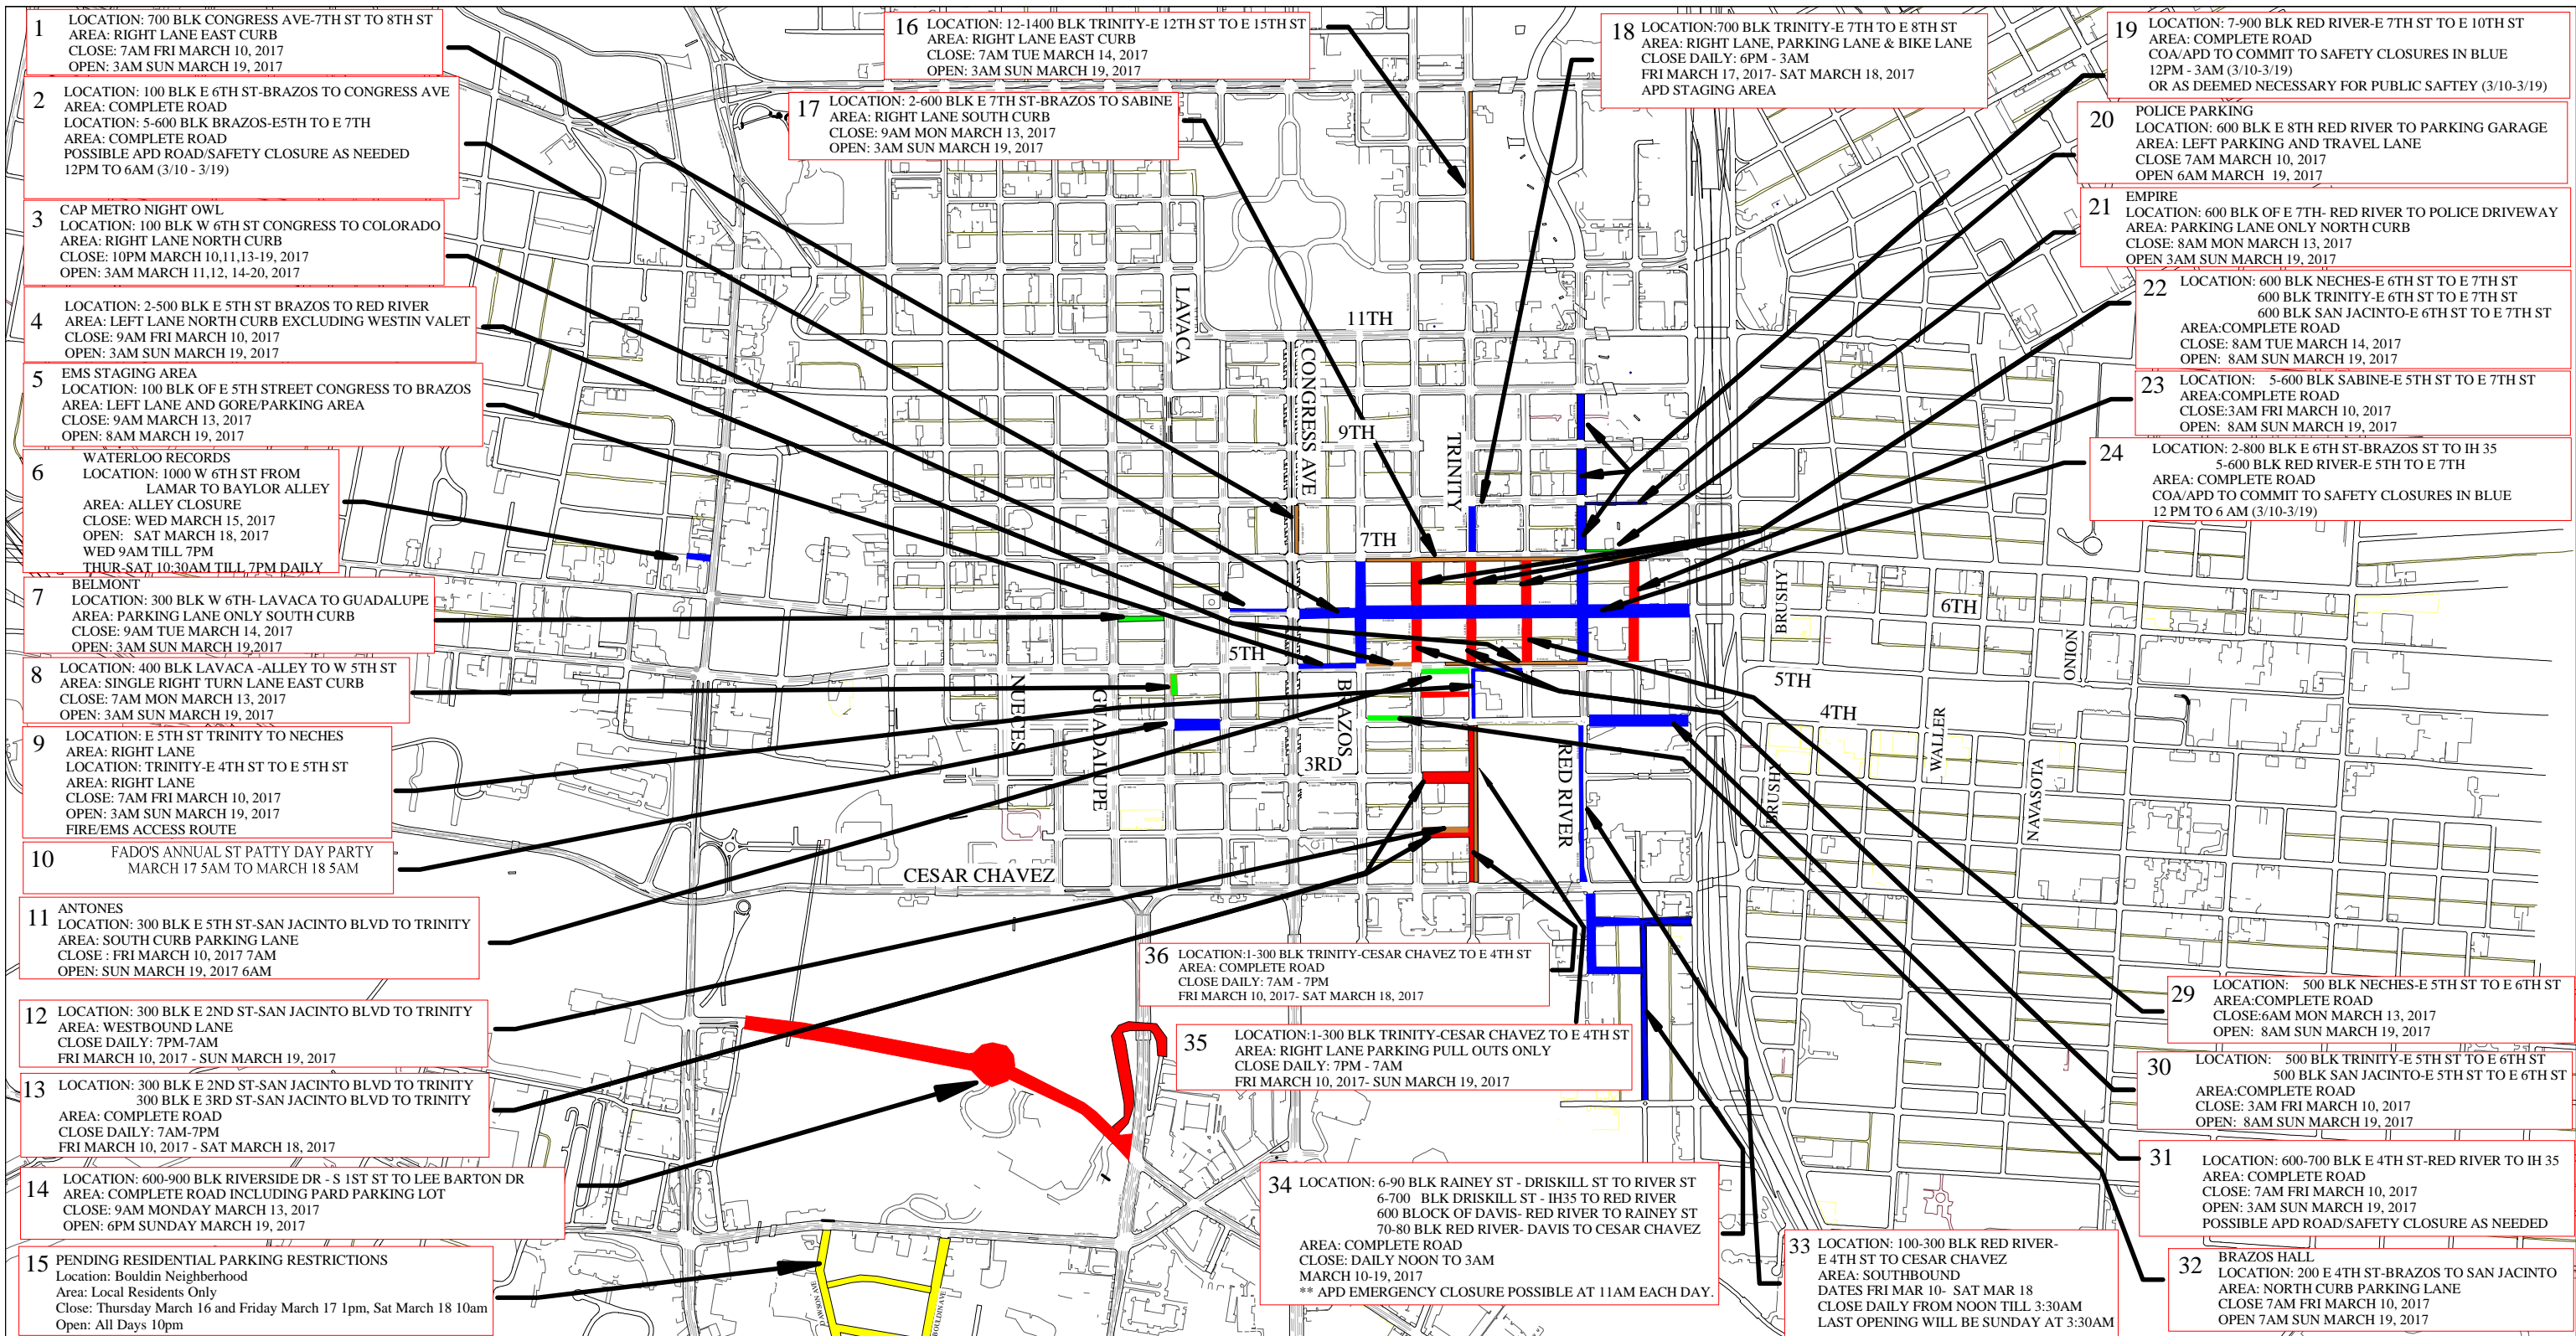 1
LOCATION: 700 BLK CONGRESS AVE-7TH ST TO 8TH ST
AREA: RIGHT LANE EAST CURB
CLOSE: 7AM FRI MARCH 10, 2017
OPEN: 3AM SUN MARCH 19, 2017
2
LOCATION: 100 BLK E 6TH ST-BRAZOS TO CONGRESS AVE
AREA: COMPLETE ROAD
LOCATION: 5-600 BLK BRAZOS-E5TH TO E 7TH
AREA: COMPLETE ROAD
POSSIBLE APD ROAD/SAFETY CLOSURE AS NEEDED
12PM TO 6AM (3/10 - 3/19)
3
CAP METRO NIGHT OWL
LOCATION: 100 BLK W 6TH ST CONGRESS TO COLORADO
AREA: RIGHT LANE NORTH CURB
CLOSE: 10PM MARCH 10,11,13-19, 2017
OPEN: 3AM MARCH 11,12, 14-20, 2017
4
LOCATION: 2-500 BLK E 5TH ST BRAZOS TO RED RIVER
AREA: LEFT LANE NORTH CURB EXCLUDING WESTIN VALET
CLOSE: 9AM FRI MARCH 10, 2017
OPEN: 3AM SUN MARCH 19, 2017
5
EMS STAGING AREA
LOCATION: 100 BLK OF E 5TH STREET CONGRESS TO BRAZOS
AREA: LEFT LANE AND GORE/PARKING AREA
CLOSE: 9AM MARCH 13, 2017
OPEN: 8AM MARCH 19, 2017
6
WATERLOO RECORDS
LOCATION: 1000 W 6TH ST FROM
LAMAR TO BAYLOR ALLEY
AREA: ALLEY CLOSURE
CLOSE: WED MARCH 15, 2017
OPEN: SAT MARCH 18, 2017
WED 9AM TILL 7PM
THUR-SAT 10:30AM TILL 7PM DAILY
7
BELMONT
LOCATION: 300 BLK W 6TH- LAVACA TO GUADALUPE
AREA: PARKING LANE ONLY SOUTH CURB
CLOSE: 9AM TUE MARCH 14, 2017
OPEN: 3AM SUN MARCH 19,2017
8
LOCATION: 400 BLK LAVACA -ALLEY TO W 5TH ST
AREA: SINGLE RIGHT TURN LANE EAST CURB
CLOSE: 7AM MON MARCH 13, 2017
OPEN: 3AM SUN MARCH 19, 2017
9
LOCATION: E 5TH ST TRINITY TO NECHES
AREA: RIGHT LANE
LOCATION: TRINITY-E 4TH ST TO E 5TH ST
AREA: RIGHT LANE
CLOSE: 7AM FRI MARCH 10, 2017
OPEN: 3AM SUN MARCH 19, 2017
FIRE/EMS ACCESS ROUTE
10
FADO'S ANNUAL ST PATTY DAY PARTY
MARCH 17 5AM TO MARCH 18 5AM
11
ANTONES
LOCATION: 300 BLK E 5TH ST-SAN JACINTO BLVD TO TRINITY
AREA: SOUTH CURB PARKING LANE
CLOSE : FRI MARCH 10, 2017 7AM
OPEN: SUN MARCH 19, 2017 6AM
12
LOCATION: 300 BLK E 2ND ST-SAN JACINTO BLVD TO TRINITY
AREA: WESTBOUND LANE
CLOSE DAILY: 7PM-7AM
FRI MARCH 10, 2017 - SUN MARCH 19, 2017
13
LOCATION: 300 BLK E 2ND ST-SAN JACINTO BLVD TO TRINITY
300 BLK E 3RD ST-SAN JACINTO BLVD TO TRINITY
AREA: COMPLETE ROAD
CLOSE DAILY: 7AM-7PM
FRI MARCH 10, 2017 - SAT MARCH 18, 2017
14
LOCATION: 600-900 BLK RIVERSIDE DR - S 1ST ST TO LEE BARTON DR
AREA: COMPLETE ROAD INCLUDING PARD PARKING LOT
CLOSE: 9AM MONDAY MARCH 13, 2017
OPEN: 6PM SUNDAY MARCH 19, 2017
15
PENDING RESIDENTIAL PARKING RESTRICTIONS
Location: Bouldin Neighberhood
Area: Local Residents Only
Close: Thursday March 16 and Friday March 17 1pm, Sat March 18 10am
Open: All Days 10pm
16
LOCATION: 12-1400 BLK TRINITY-E 12TH ST TO E 15TH ST
AREA: RIGHT LANE EAST CURB
CLOSE: 7AM TUE MARCH 14, 2017
OPEN: 3AM SUN MARCH 19, 2017
17
LOCATION: 2-600 BLK E 7TH ST-BRAZOS TO SABINE
AREA: RIGHT LANE SOUTH CURB
CLOSE: 9AM MON MARCH 13, 2017
OPEN: 3AM SUN MARCH 19, 2017
18
LOCATION:700 BLK TRINITY-E 7TH TO E 8TH ST
AREA: RIGHT LANE, PARKING LANE & BIKE LANE
CLOSE DAILY: 6PM - 3AM
FRI MARCH 17, 2017- SAT MARCH 18, 2017
APD STAGING AREA
19
LOCATION: 7-900 BLK RED RIVER-E 7TH ST TO E 10TH ST
AREA: COMPLETE ROAD
COA/APD TO COMMIT TO SAFETY CLOSURES IN BLUE
12PM - 3AM (3/10-3/19)
OR AS DEEMED NECESSARY FOR PUBLIC SAFTEY (3/10-3/19)
20
POLICE PARKING
LOCATION: 600 BLK E 8TH RED RIVER TO PARKING GARAGE
AREA: LEFT PARKING AND TRAVEL LANE
CLOSE 7AM MARCH 10, 2017
OPEN 6AM MARCH 19, 2017
21
EMPIRE
LOCATION: 600 BLK OF E 7TH- RED RIVER TO POLICE DRIVEWAY
AREA: PARKING LANE ONLY NORTH CURB
CLOSE: 8AM MON MARCH 13, 2017
OPEN 3AM SUN MARCH 19, 2017
22
LOCATION: 600 BLK NECHES-E 6TH ST TO E 7TH ST
600 BLK TRINITY-E 6TH ST TO E 7TH ST
600 BLK SAN JACINTO-E 6TH ST TO E 7TH ST
AREA:COMPLETE ROAD
CLOSE: 8AM TUE MARCH 14, 2017
OPEN: 8AM SUN MARCH 19, 2017
23
LOCATION: 5-600 BLK SABINE-E 5TH ST TO E 7TH ST
AREA:COMPLETE ROAD
CLOSE:3AM FRI MARCH 10, 2017
OPEN: 8AM SUN MARCH 19, 2017
24
LOCATION: 2-800 BLK E 6TH ST-BRAZOS ST TO IH 35
5-600 BLK RED RIVER-E 5TH TO E 7TH
AREA: COMPLETE ROAD
COA/APD TO COMMIT TO SAFETY CLOSURES IN BLUE
12 PM TO 6 AM (3/10-3/19)
29
LOCATION: 500 BLK NECHES-E 5TH ST TO E 6TH ST
AREA:COMPLETE ROAD
CLOSE:6AM MON MARCH 13, 2017
OPEN: 8AM SUN MARCH 19, 2017
30
LOCATION: 500 BLK TRINITY-E 5TH ST TO E 6TH ST
500 BLK SAN JACINTO-E 5TH ST TO E 6TH ST
AREA:COMPLETE ROAD
CLOSE: 3AM FRI MARCH 10, 2017
OPEN: 8AM SUN MARCH 19, 2017
31
LOCATION: 600-700 BLK E 4TH ST-RED RIVER TO IH 35
AREA: COMPLETE ROAD
CLOSE: 7AM FRI MARCH 10, 2017
OPEN: 3AM SUN MARCH 19, 2017
POSSIBLE APD ROAD/SAFETY CLOSURE AS NEEDED
32
BRAZOS HALL
LOCATION: 200 E 4TH ST-BRAZOS TO SAN JACINTO
AREA: NORTH CURB PARKING LANE
CLOSE 7AM FRI MARCH 10, 2017
OPEN 7AM SUN MARCH 19, 2017
33
LOCATION: 100-300 BLK RED RIVER-
E 4TH ST TO CESAR CHAVEZ
AREA: SOUTHBOUND
DATES FRI MAR 10- SAT MAR 18
CLOSE DAILY FROM NOON TILL 3:30AM
LAST OPENING WILL BE SUNDAY AT 3:30AM
34
LOCATION: 6-90 BLK RAINEY ST - DRISKILL ST TO RIVER ST
6-700 BLK DRISKILL ST - IH35 TO RED RIVER
600 BLOCK OF DAVIS- RED RIVER TO RAINEY ST
70-80 BLK RED RIVER- DAVIS TO CESAR CHAVEZ
AREA: COMPLETE ROAD
CLOSE: DAILY NOON TO 3AM
MARCH 10-19, 2017
** APD EMERGENCY CLOSURE POSSIBLE AT 11AM EACH DAY.
35
LOCATION:1-300 BLK TRINITY-CESAR CHAVEZ TO E 4TH ST
AREA: RIGHT LANE PARKING PULL OUTS ONLY
CLOSE DAILY: 7PM - 7AM
FRI MARCH 10, 2017- SUN MARCH 19, 2017
36
LOCATION:1-300 BLK TRINITY-CESAR CHAVEZ TO E 4TH ST
AREA: COMPLETE ROAD
CLOSE DAILY: 7AM - 7PM
FRI MARCH 10, 2017- SAT MARCH 18, 2017
LAVACA
11TH
CONGRESS AVE
9TH
TRINITY
7TH
6TH
5TH
BRUSHY
ONION
5TH
4TH
NUECES
GUADALUPE
BRAZOS
3RD
RED RIVER
BRUSHY
WALLER
NAVASOTA
CESAR CHAVEZ
DAWSON AVE
BOULDIN AVE